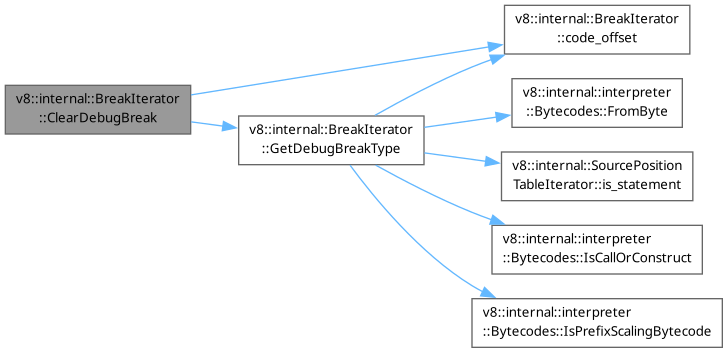 v8::internal::BreakIterator
::ClearDebugBreak
v8::internal::BreakIterator
::GetDebugBreakType
v8::internal::BreakIterator
::code_offset
v8::internal::interpreter
::Bytecodes::FromByte
v8::internal::SourcePosition
TableIterator::is_statement
v8::internal::interpreter
::Bytecodes::IsCallOrConstruct
v8::internal::interpreter
::Bytecodes::IsPrefixScalingBytecode